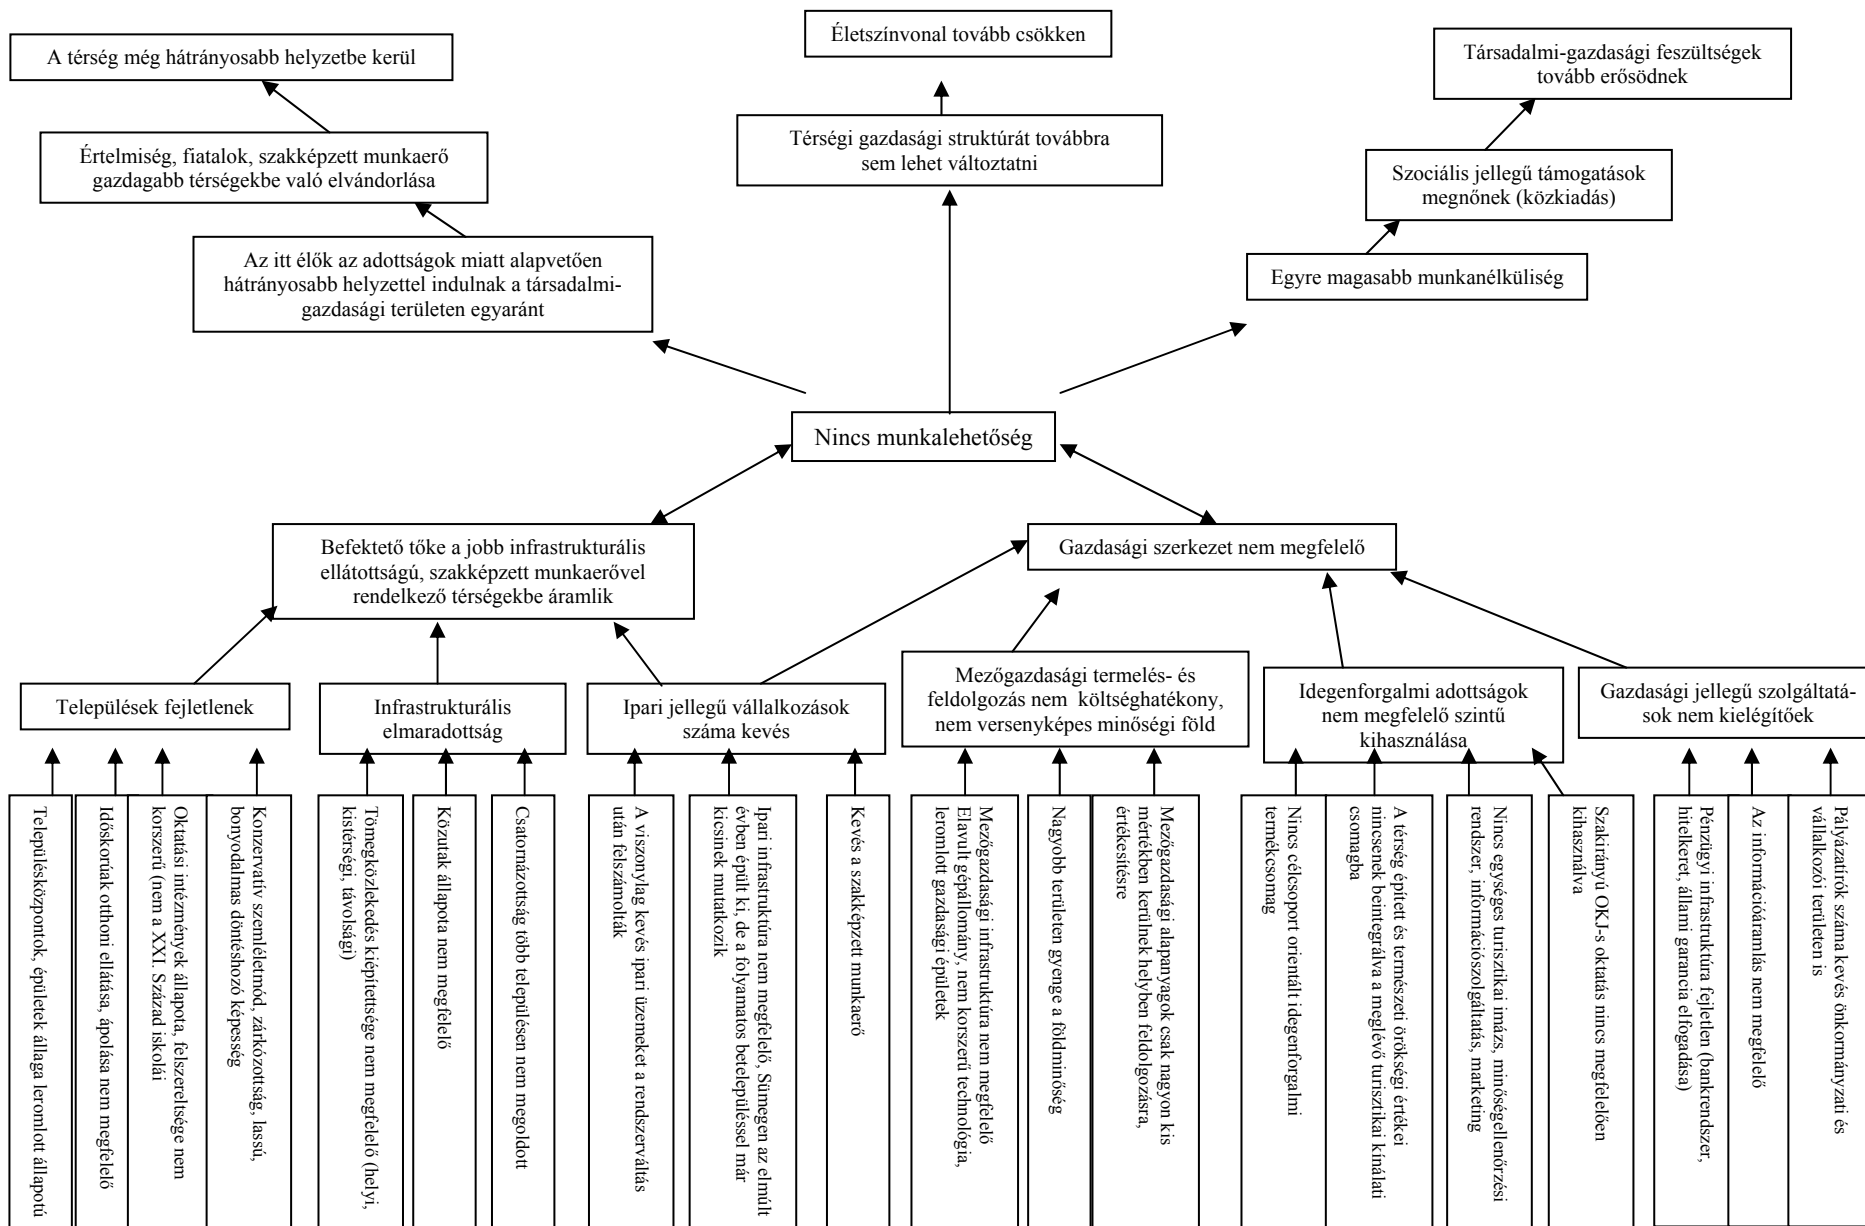 A térség még hátrányosabb helyzetbe kerül
Életszínvonal tovább csökken
Társadalmi-gazdasági feszültségek
tovább erősödnek
Értelmiség, fiatalok, szakképzett munkaerő
gazdagabb térségekbe való elvándorlása
Térségi gazdasági struktúrát továbbra
sem lehet változtatni
Szociális jellegű támogatások
megnőnek (közkiadás)
Az itt élők az adottságok miatt alapvetően
hátrányosabb helyzettel indulnak a társadalmi-
gazdasági területen egyaránt
Egyre magasabb munkanélküliség
Nincs munkalehetőség
Befektető tőke a jobb infrastrukturális
ellátottságú, szakképzett munkaerővel
rendelkező térségekbe áramlik
Gazdasági szerkezet nem megfelelő
Települések fejletlenek
Infrastrukturális
elmaradottság
Ipari jellegű vállalkozások
száma kevés
Mezőgazdasági termelés- és
feldolgozás nem  költséghatékony,
nem versenyképes minőségi föld
Idegenforgalmi adottságok
nem megfelelő szintű
kihasználása
Gazdasági jellegű szolgáltatá-
sok nem kielégítőek
Településközpontok, épületek állaga leromlott állapotú
Időskorúak otthoni ellátása, ápolása nem megfelelő
Oktatási intézmények állapota, felszereltsége nem
korszerű (nem a XXI. Század iskolái
Konzervatív szemléletmód, zárkózottság, lassú,
bonyodalmas döntéshozó képesség
Tömegközlekedés kiépítettsége nem megfelelő (helyi,
kistérségi, távolsági)
Közutak állapota nem megfelelő
Csatornázottság több településen nem megoldott
A viszonylag kevés ipari üzemeket a rendszerváltás
után felszámolták
Ipari infrastruktúra nem megfelelő, Sümegen az elmúlt
évben épült ki, de a folyamatos betelepüléssel már
kicsinek mutatkozik
Kevés a szakképzett munkaerő
Mezőgazdasági infrastruktúra nem megfelelő
Elavult gépállomány, nem korszerű technológia,
leromlott gazdasági épületek
Nagyobb területen gyenge a földminőség
Mezőgazdasági alapanyagok csak nagyon kis
mértékben kerülnek helyben feldolgozásra,
értékesítésre
Nincs célcsoport orientált idegenforgalmi
termékcsomag
A térség épített és természeti örökségi értékei
nincsenek beintegrálva a meglévő turisztikai kínálati
csomagba
Nincs egységes turisztikai imázs, minőségellenőrzési
rendszer, információszolgáltatás, marketing
Szakirányú OKJ-s oktatás nincs megfelelően
kihasználva
Pénzügyi infrastruktúra fejletlen (bankrendszer,
hitelkeret, állami garancia elfogadása)
Az információáramlás nem megfelelő
Pályázatírók száma kevés önkormányzati és
vállalkozói területen is